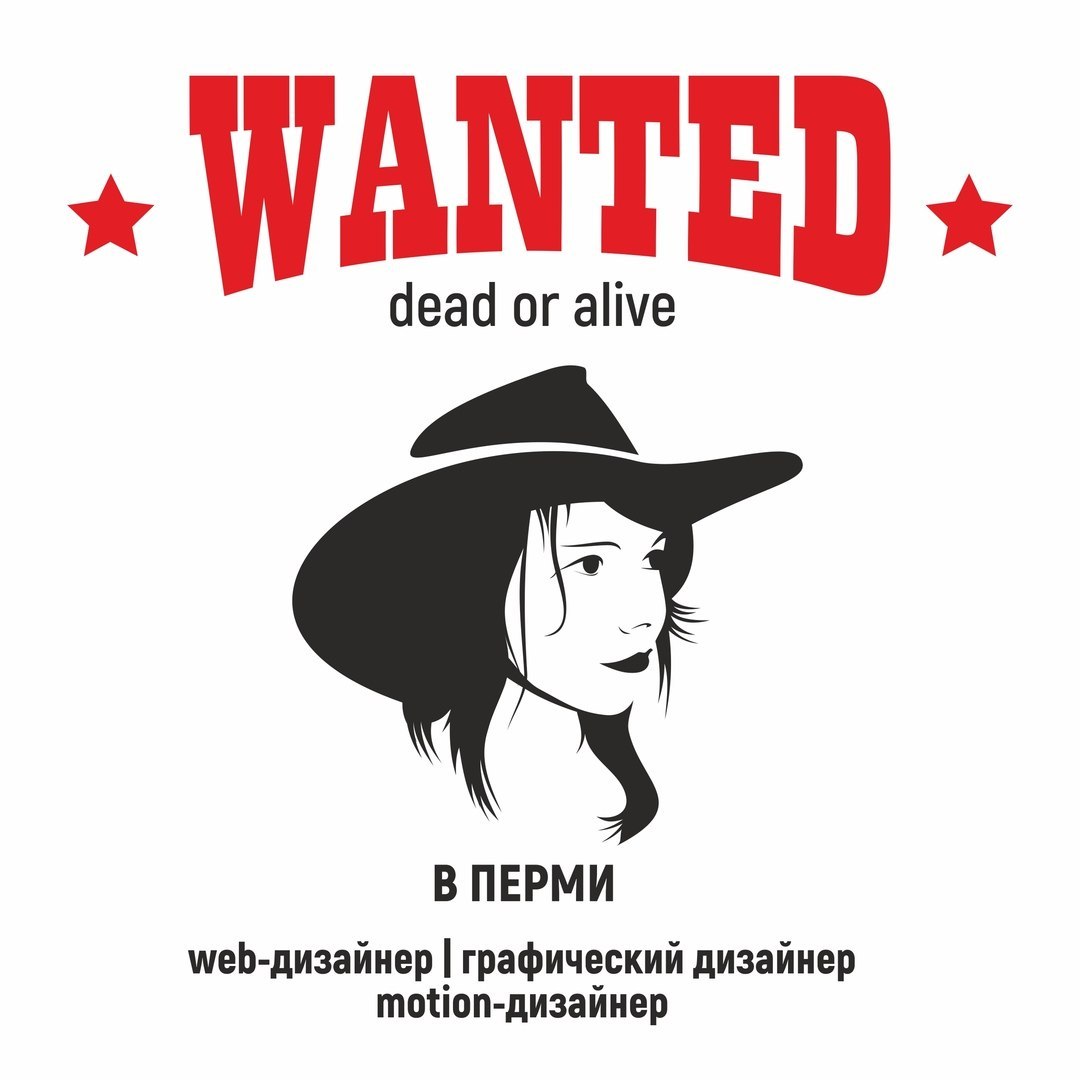 WANTED
dead or alive
В ПЕРМИ
web-дизайнер | графический дизайнер
motion-дизайнер